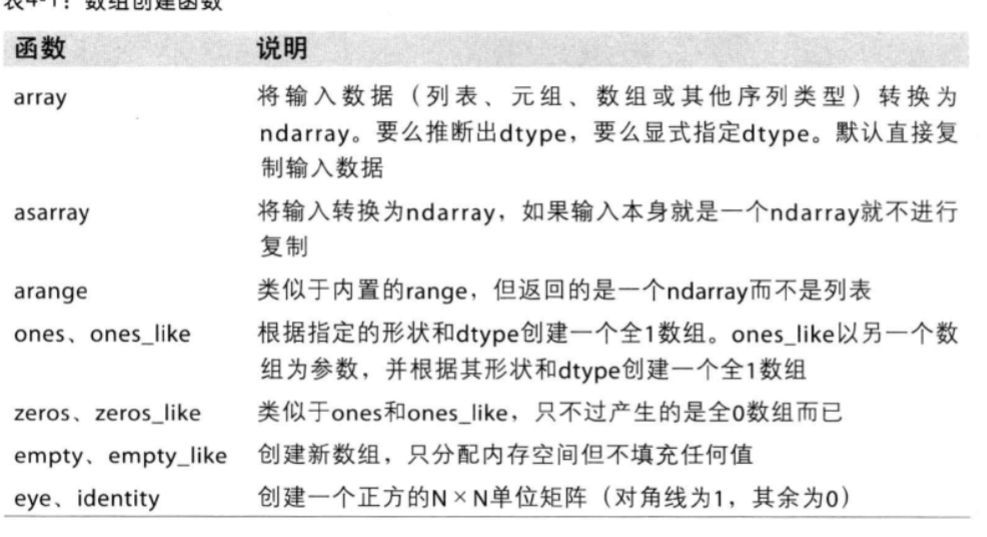 表4-1：数组创建函数
函数 说明
array 将输入数据（列表、元组、数组或其他序列类型）转换为
ndarray。要么推断出dtype，要么显式指定dtype。默认直接复
制输入数据
asarray 将输入转换为ndarray，如果输入本身就是一个ndarray就不进行
复制
arange 类似于内置的range，但返回的是一个ndarray而不是列表
ones、ones_like 根据指定的形状和dtype创建一个全1数组。ones_like以另一个数
组为参数，并根据其形状和dtype创建一个全1数组
zeros、zeros_like 类似于ones和ones_like，只不过产生的是全0数组而已
empty、empty_like 创建新数组，只分配内存空间但不填充任何值
eye、identity 创建一个正方的N×N单位矩阵（对角线为1，其余为0）